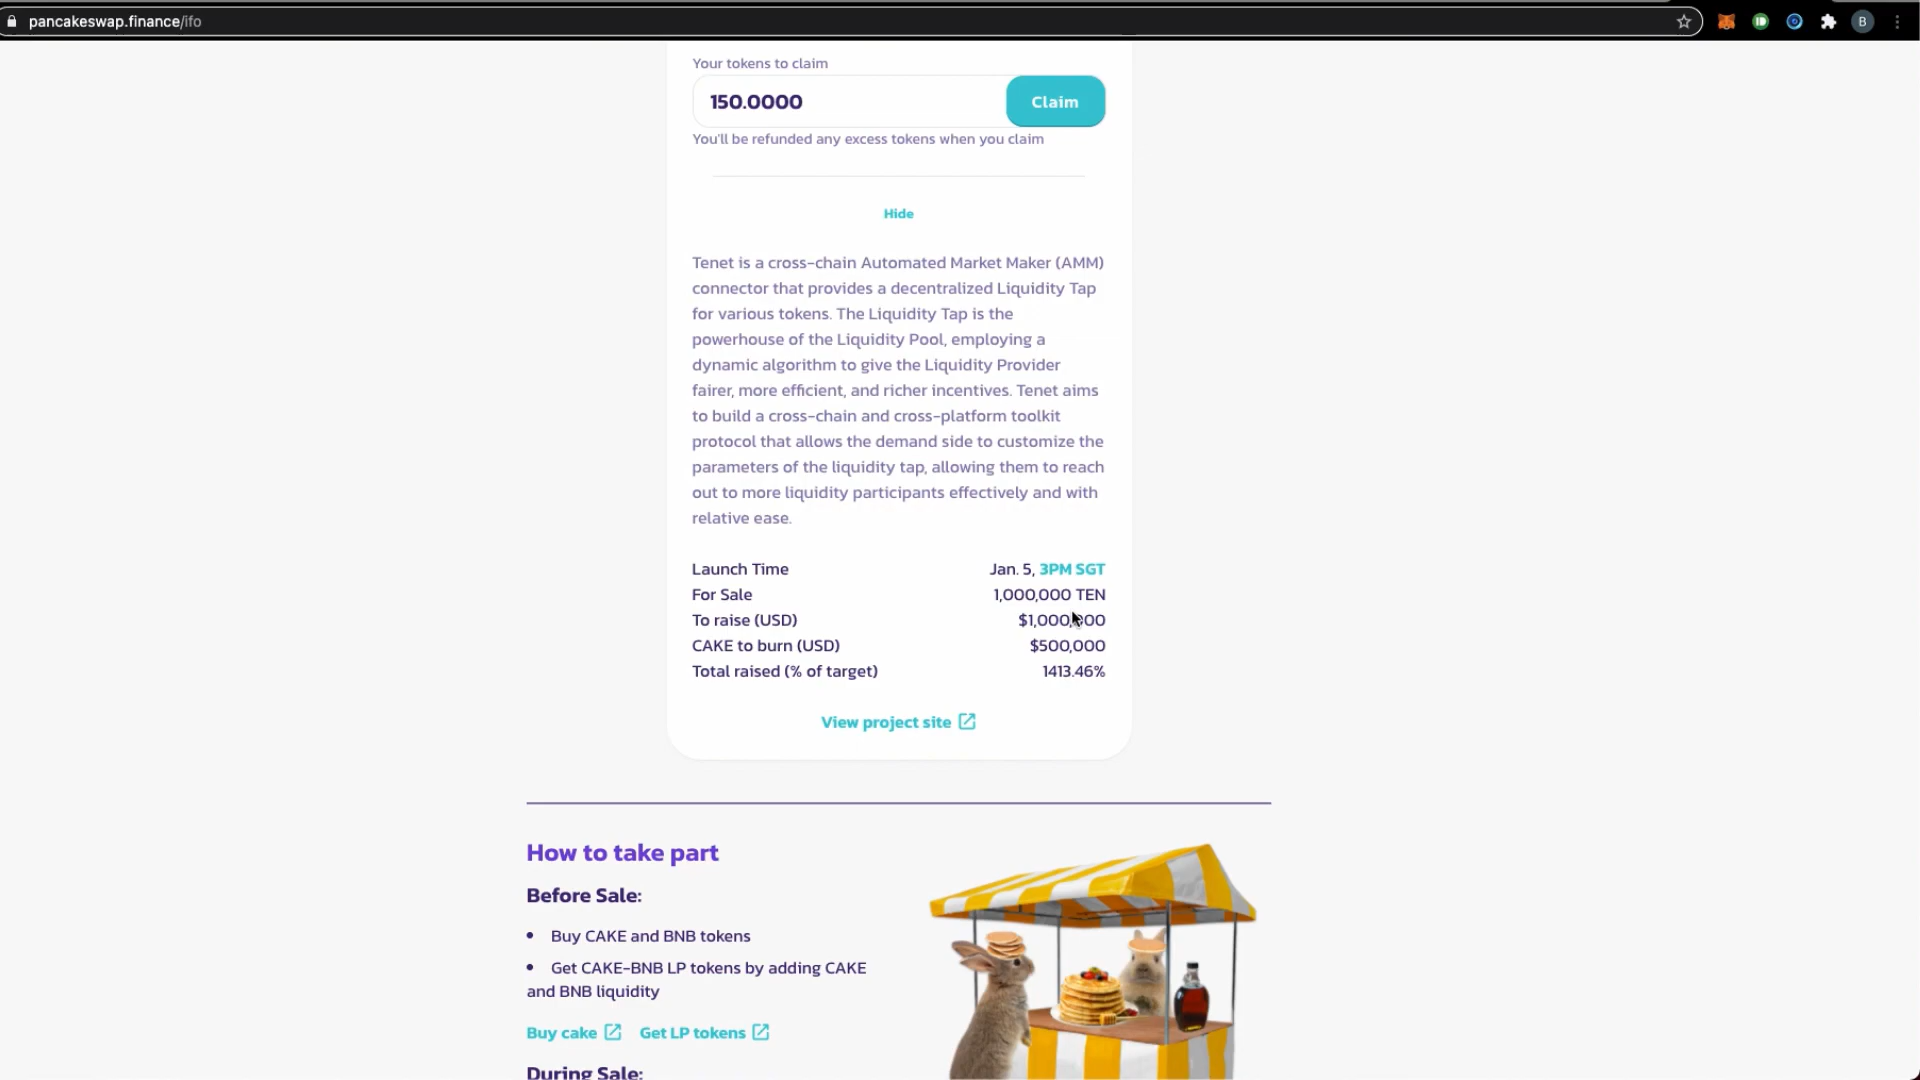 pancakeswap.finance/ifo
B
Your tokens to claim
150.0000
Claim
You'll be refunded any excess tokens when you claim
Hide
Tenet is a cross-chain Automated Market Maker (AMM)
connector that provides a decentralized Liquidity Tap
for various tokens. The Liquidity Tap is the
powerhouse of the Liquidity Pool, employing a
dynamic algorithm to give the Liquidity Provider
fairer, more efficient, and richer incentives. Tenet aims
to build a cross-chain and cross-platform toolkit
protocol that allows the demand side to customize the
parameters of the liquidity tap, allowing them to reach
out to more liquidity participants effectively and with
relative ease.
Launch Time Jan. 5, 3PM SGT
For Sale 1,000,000 TEN
To raise (USD) $1,000,000
CAKE to burn (USD) $500,000
Total raised (% of target) 1413.46%
View project site
How to take part
Before Sale:
• Buy CAKE and BNB tokens
• Get CAKE-BNB LP tokens by adding CAKE
and BNB liquidity
Buy cake Get LP tokens
During Sale: